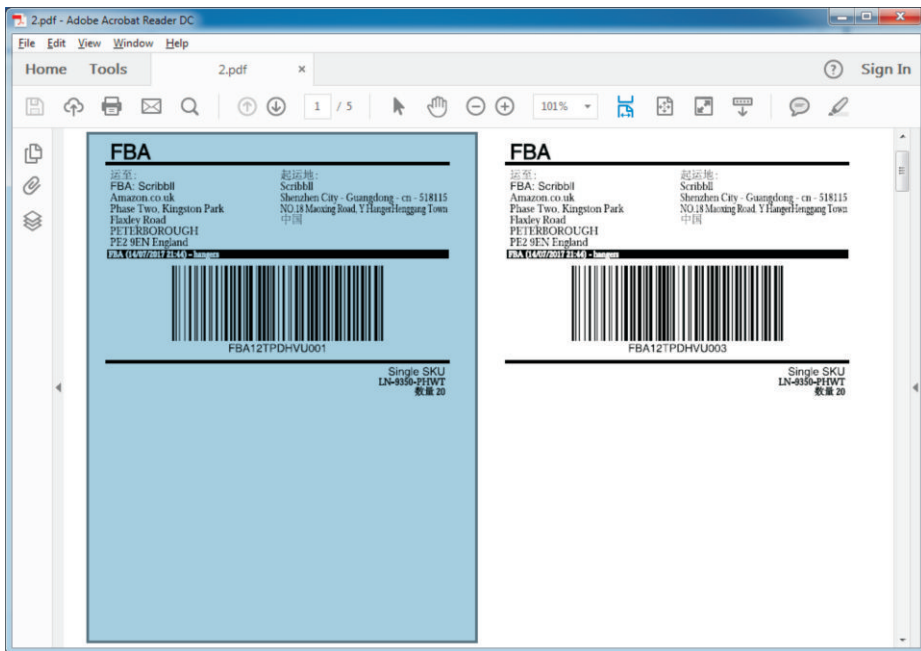 2.pdf - Adobe Acrobat Reader DC
File Edit View Window Help
Home Tools 2.pdf × ? Sign In
1 / 5 101%
FBA
运至:
FBA: Scribbll
Amazon.co.uk
Phase Two, Kingston Park
Flaxley Road
PETERBOROUGH
PE2 9EN England
起运地:
Scribbll
Shenzhen City - Guangdong - cn - 518115
NO.18 Maoxing Road, Y HangerHenggang Town
中国
FBA (14/07/2017 21:44) - hangers
FBA12TPDHVU001
Single SKU
LN-9350-PHWT
数量 20
FBA
运至:
FBA: Scribbll
Amazon.co.uk
Phase Two, Kingston Park
Flaxley Road
PETERBOROUGH
PE2 9EN England
起运地:
Scribbll
Shenzhen City - Guangdong - cn - 518115
NO.18 Maoxing Road, Y HangerHenggang Town
中国
FBA (14/07/2017 21:44) - hangers
FBA12TPDHVU003
Single SKU
LN-9350-PHWT
数量 20